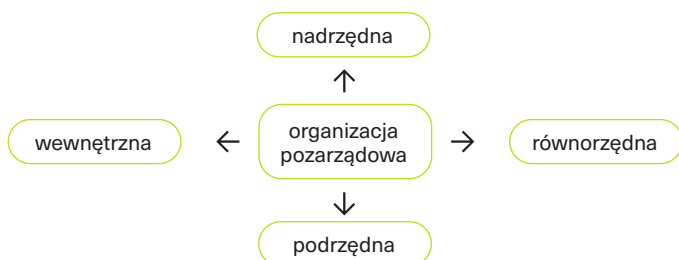 nadrzędna
wewnętrzna
organizacja
pozarządowa
równorzędna
podrzędna